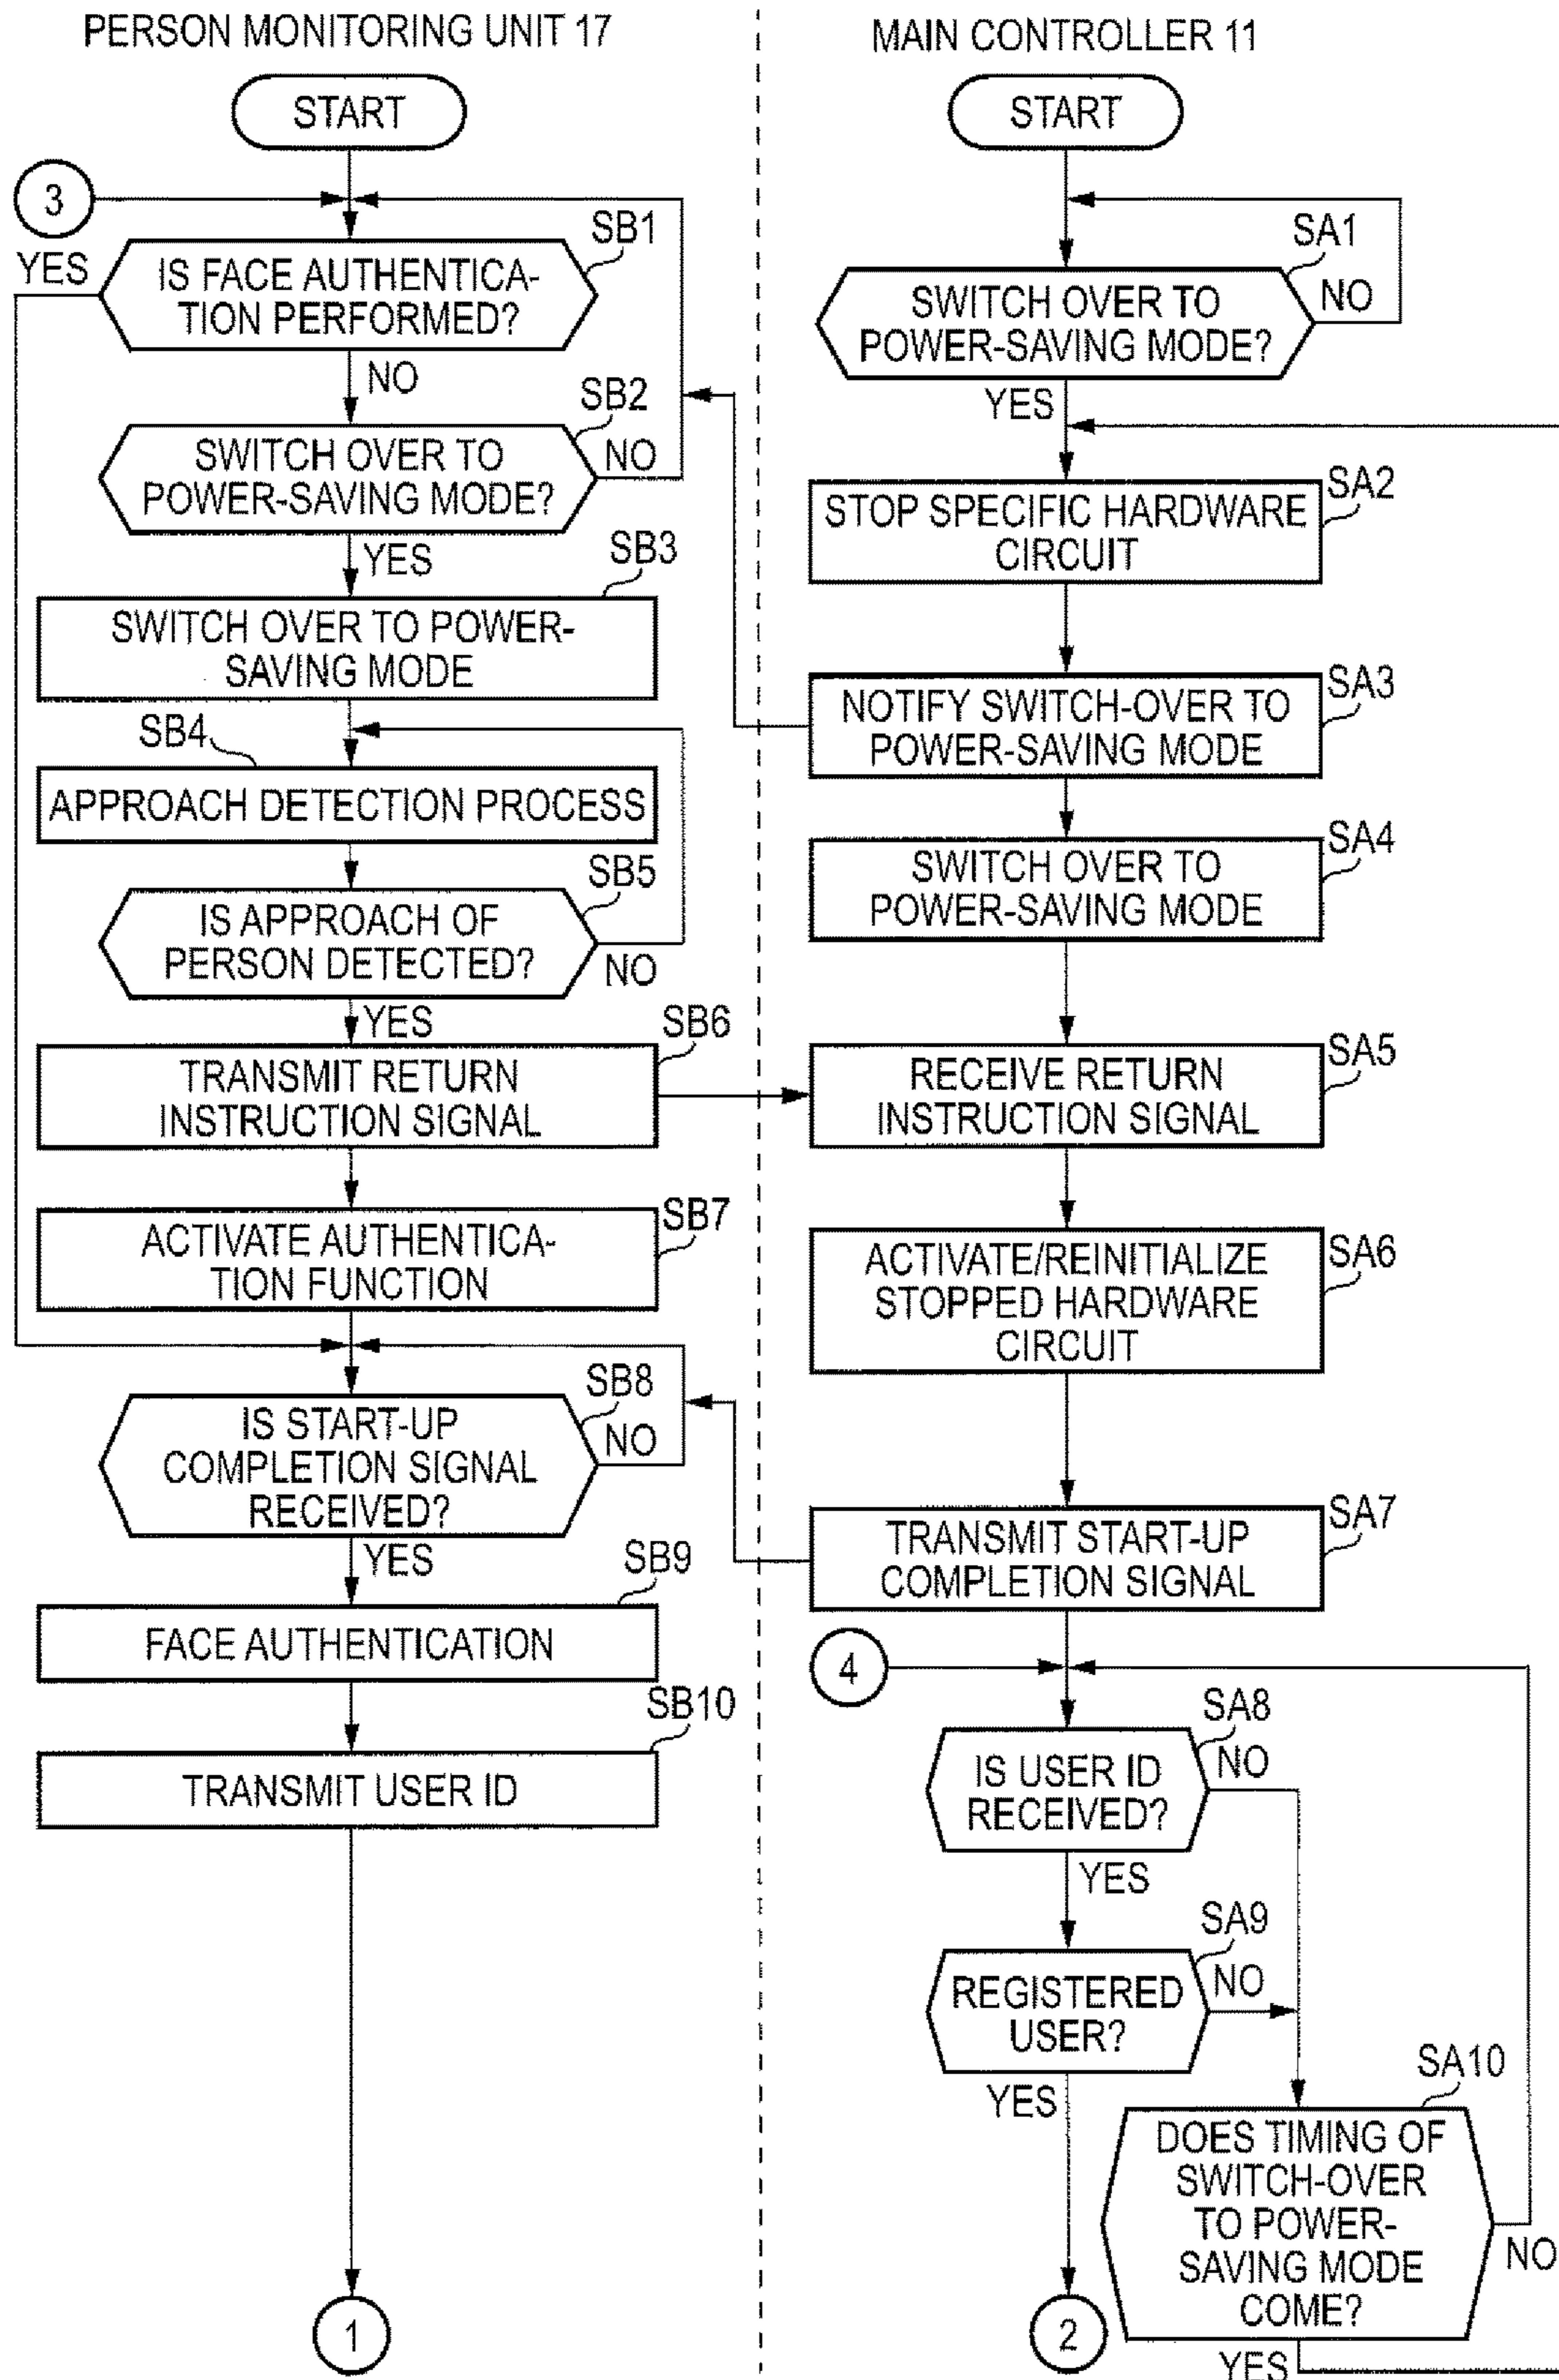 PERSON MONITORING UNIT 17
START
3
SB1
YES
IS FACE AUTHENTICA-
TION PERFORMED?
NO
SB2
SWITCH OVER TO
POWER-SAVING MODE?
NO
YES
SB3
SWITCH OVER TO POWER-
SAVING MODE
SB4
APPROACH DETECTION PROCESS
SB5
IS APPROACH OF
PERSON DETECTED?
NO
YES
SB6
TRANSMIT RETURN
INSTRUCTION SIGNAL
SB7
ACTIVATE AUTHENTICA-
TION FUNCTION
SB8
IS START-UP
COMPLETION SIGNAL
RECEIVED?
NO
YES
SB9
FACE AUTHENTICATION
SB10
TRANSMIT USER ID
1
MAIN CONTROLLER 11
START
SA1
SWITCH OVER TO
POWER-SAVING MODE?
NO
YES
SA2
STOP SPECIFIC HARDWARE
CIRCUIT
SA3
NOTIFY SWITCH-OVER TO
POWER-SAVING MODE
SA4
SWITCH OVER TO
POWER-SAVING MODE
SA5
RECEIVE RETURN
INSTRUCTION SIGNAL
SA6
ACTIVATE/REINITIALIZE
STOPPED HARDWARE
CIRCUIT
SA7
TRANSMIT START-UP
COMPLETION SIGNAL
4
SA8
IS USER ID
RECEIVED?
NO
YES
SA9
REGISTERED
USER?
NO
YES
SA10
DOES TIMING OF
SWITCH-OVER
TO POWER-
SAVING MODE
COME?
NO
YES
2